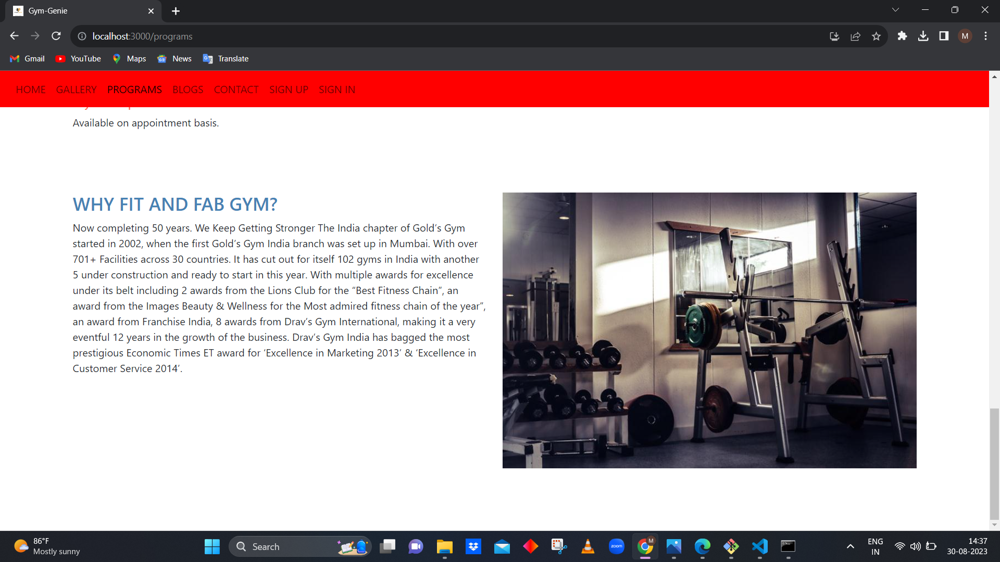 Gym-Genie
localhost:3000/programs
M
Gmail YouTube Maps News Translate
HOME GALLERY PROGRAMS BLOGS CONTACT SIGN UP SIGN IN
Available on appointment basis.
WHY FIT AND FAB GYM?
Now completing 50 years. We Keep Getting Stronger The India chapter of Gold’s Gym
started in 2002, when the first Gold’s Gym India branch was set up in Mumbai. With over
701+ Facilities across 30 countries. It has cut out for itself 102 gyms in India with another
5 under construction and ready to start in this year. With multiple awards for excellence
under its belt including 2 awards from the Lions Club for the “Best Fitness Chain”, an
award from the Images Beauty & Wellness for the Most admired fitness chain of the year”,
an award from Franchise India, 8 awards from Drav’s Gym International, making it a very
eventful 12 years in the growth of the business. Drav’s Gym India has bagged the most
prestigious Economic Times ET award for ‘Excellence in Marketing 2013’ & ‘Excellence in
Customer Service 2014’.
86°F
Mostly sunny
Search
zoom
M
ENG
IN
14:37
30-08-2023